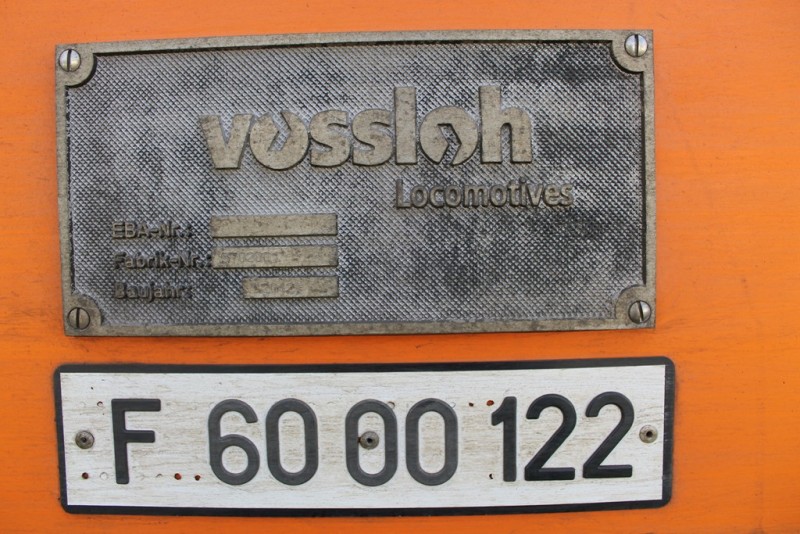 vossloh
Locomotives
EBA-Nr.:
Fabrik-Nr.:
Baujahr:
F 60 00 122